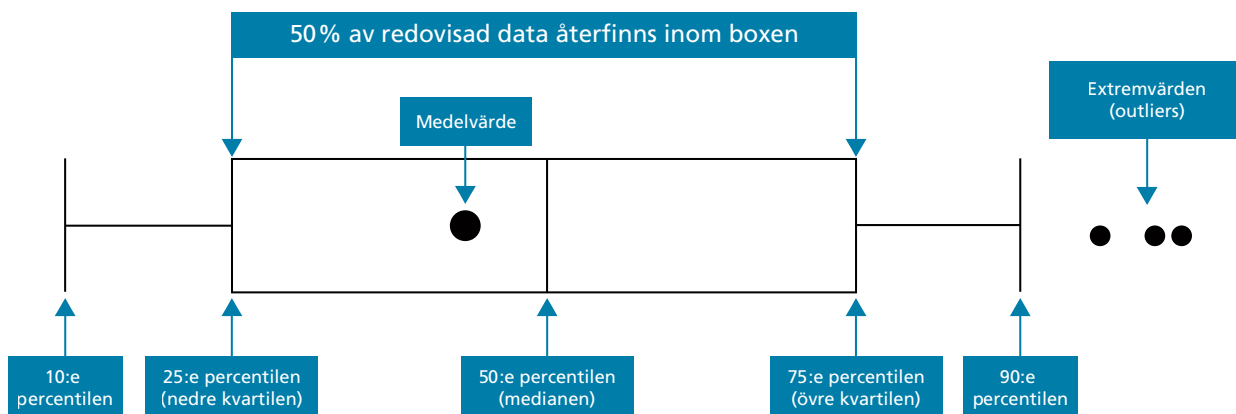 50 % av redovisad data återfinns inom boxen
Medelvärde
Extremvärden
(outliers)
10:e
percentilen
25:e percentilen
(nedre kvartilen)
50:e percentilen
(medianen)
75:e percentilen
(övre kvartilen)
90:e
percentilen